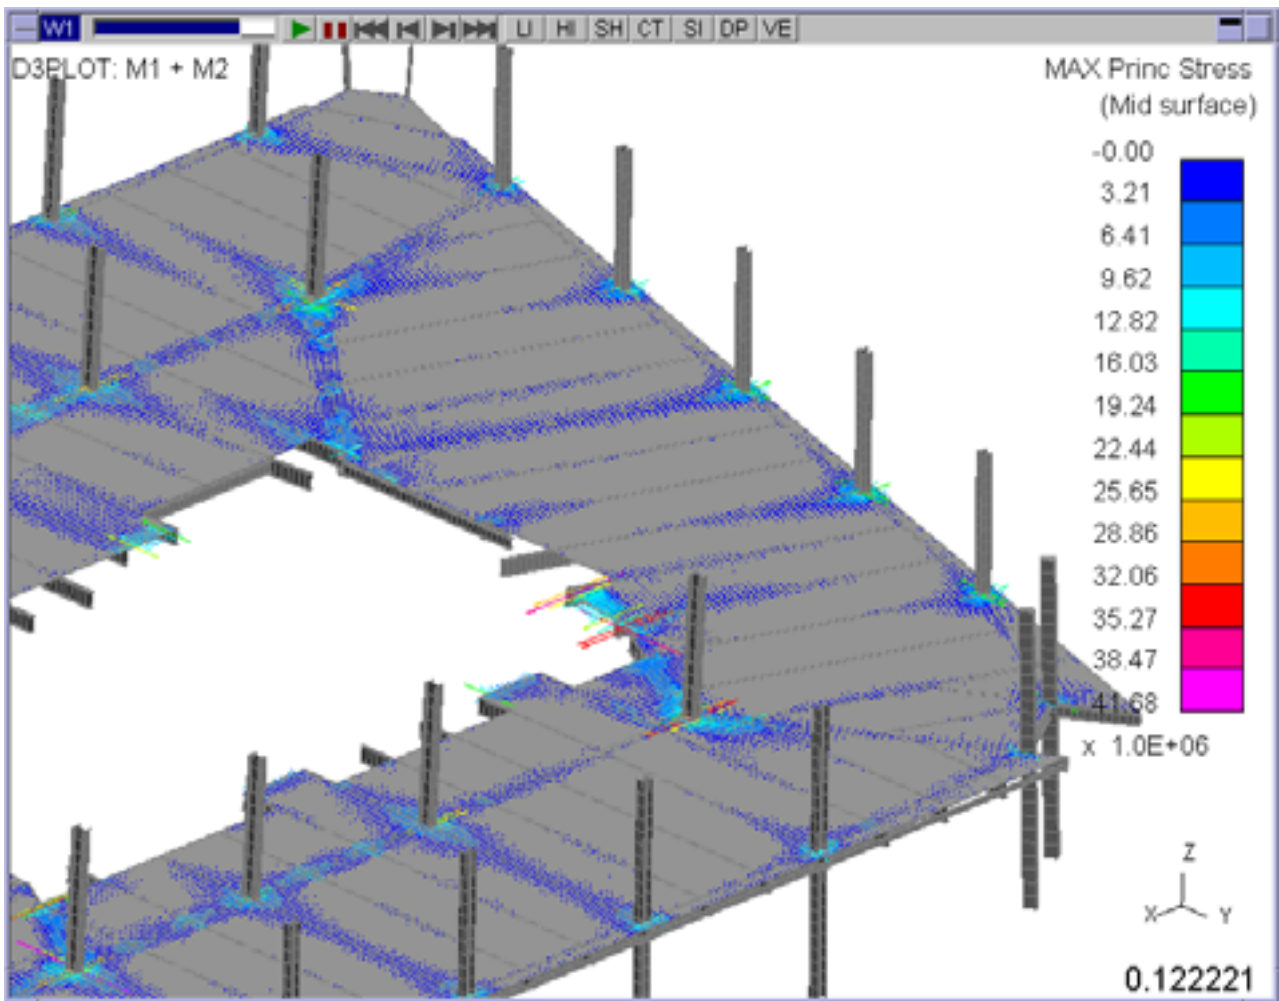 W1 LI HI SH CT SI DP VE
D3PLOT: M1 + M2
MAX Princ Stress
(Mid surface)
-0.00
3.21
6.41
9.62
12.82
16.03
19.24
22.44
25.65
28.86
32.06
35.27
38.47
41.68
x 1.0E+06
Z
X Y
0.122221